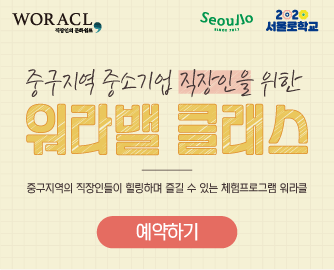 WORACL,
직장인의 문화쉼표
SeoulloSINCE 2017
2020
서울로학교
중구지역 중소기업 직장인을 위한
워라밸 클래스
중구지역의 직장인들이 힐링하며 즐길 수 있는 체험프로그램 워라클
예약하기